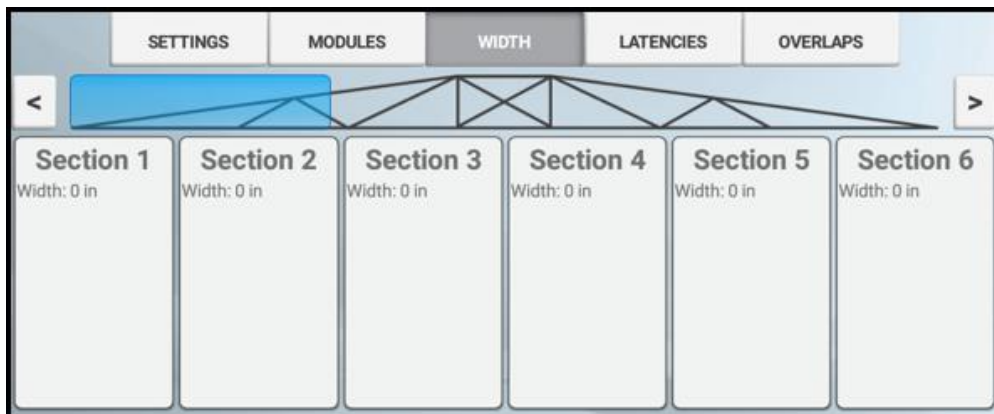 SETTINGS MODULES WIDTH LATENCIES OVERLAPS
< >
Section 1 Section 2 Section 3 Section 4 Section 5 Section 6
Width: 0 in Width: 0 in Width: 0 in Width: 0 in Width: 0 in Width: 0 in